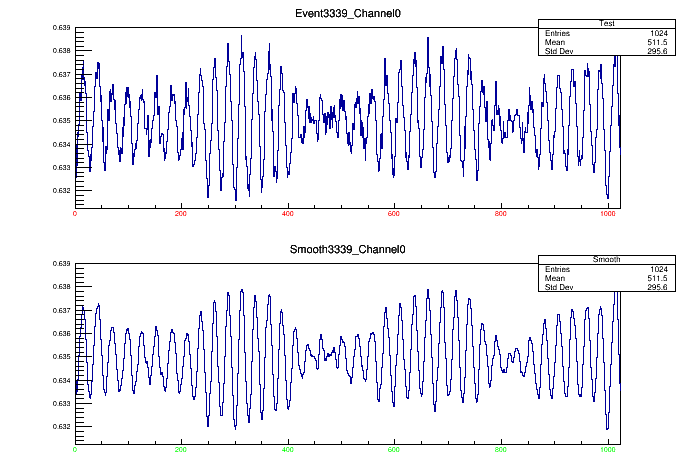 Event3339_Channel0
Test
Entries 1024
Mean 511.5
Std Dev 295.6
0.639
0.638
0.637
0.636
0.635
0.634
0.633
0.632
0 200 400 600 800 1000
Smooth3339_Channel0
Smooth
Entries 1024
Mean 511.5
Std Dev 295.6
0.639
0.638
0.637
0.636
0.635
0.634
0.633
0.632
0 200 400 600 800 1000